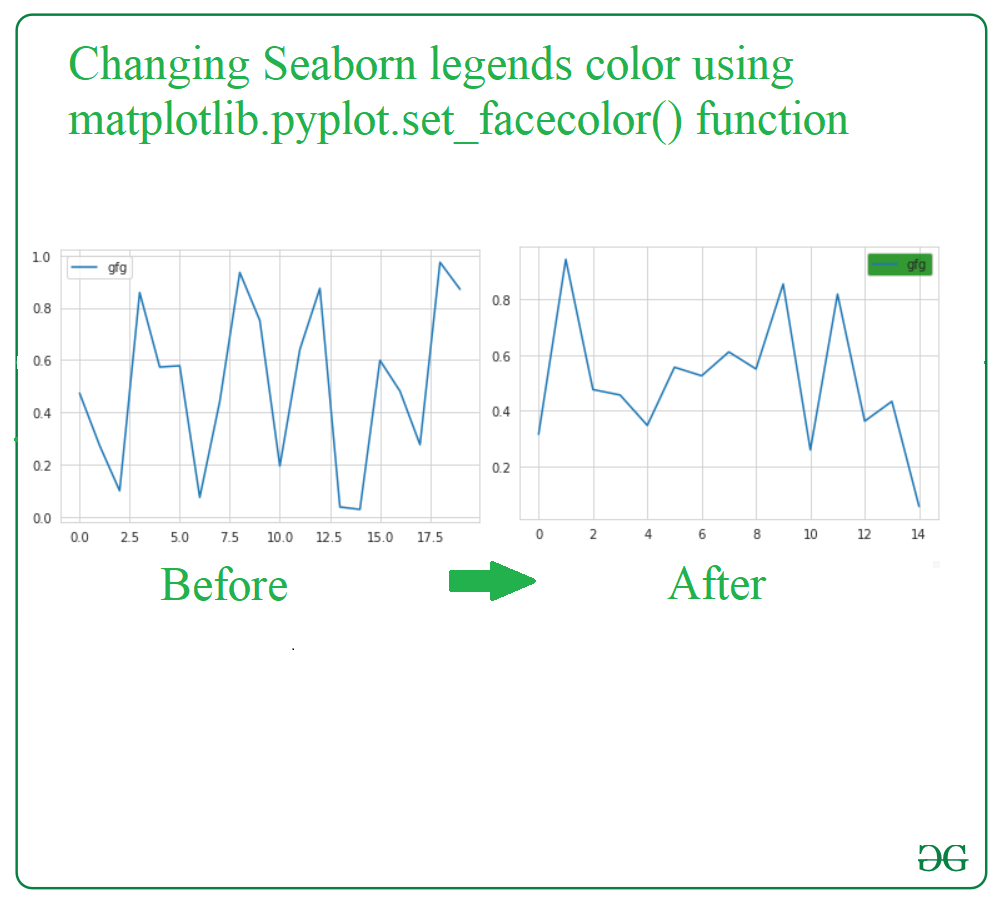 Changing Seaborn legends color using
matplotlib.pyplot.set_facecolor() function
1.0
0.8
0.6
0.4
0.2
0.0
gfg
0.0 2.5 5.0 7.5 10.0 12.5 15.0 17.5
0.8
0.6
0.4
0.2
gfg
0 2 4 6 8 10 12 14
Before
After